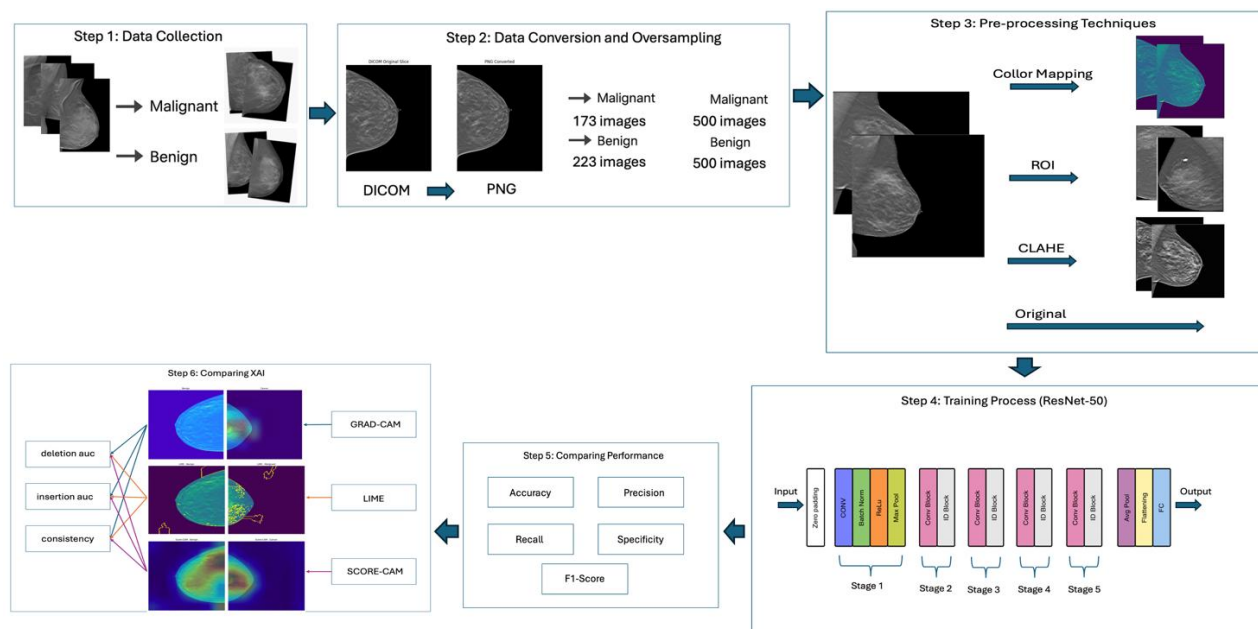 Step 1: Data Collection
Malignant
Benign
Step 2: Data Conversion and Oversampling
DICOM Original Slice
PNG Converted
DICOM
PNG
Malignant
173 images
Benign
223 images
Malignant
500 images
Benign
500 images
Step 3: Pre-processing Techniques
Collor Mapping
ROI
CLAHE
Original
Step 4: Training Process (ResNet-50)
Input
Zero padding
CONV
Batch Norm
ReLu
Max Pool
Conv Block
ID Block
Conv Block
ID Block
Conv Block
ID Block
Conv Block
ID Block
Avg Pool
Flattening
FC
Output
Stage 1
Stage 2
Stage 3
Stage 4
Stage 5
Step 5: Comparing Performance
Accuracy
Precision
Recall
Specificity
F1-Score
Step 6: Comparing XAI
deletion auc
insertion auc
consistency
GRAD-CAM
LIME
SCORE-CAM